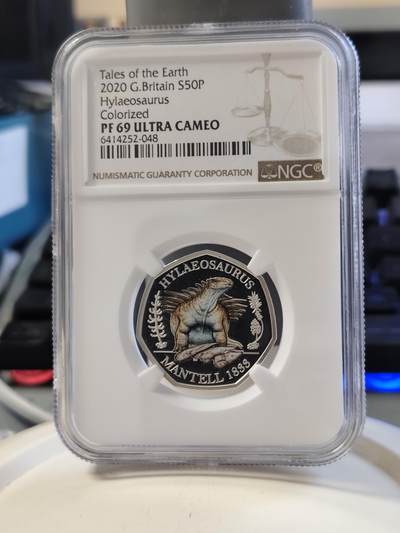 Tales of the Earth
2020 G.Britain S50P
Hylaeosaurus
Colorized
PF 69 ULTRA CAMEO
6414252-048
NUMISMATIC GUARANTY CORPORATION
NGC
HYLAEOSAURUS
MANTELL 1833